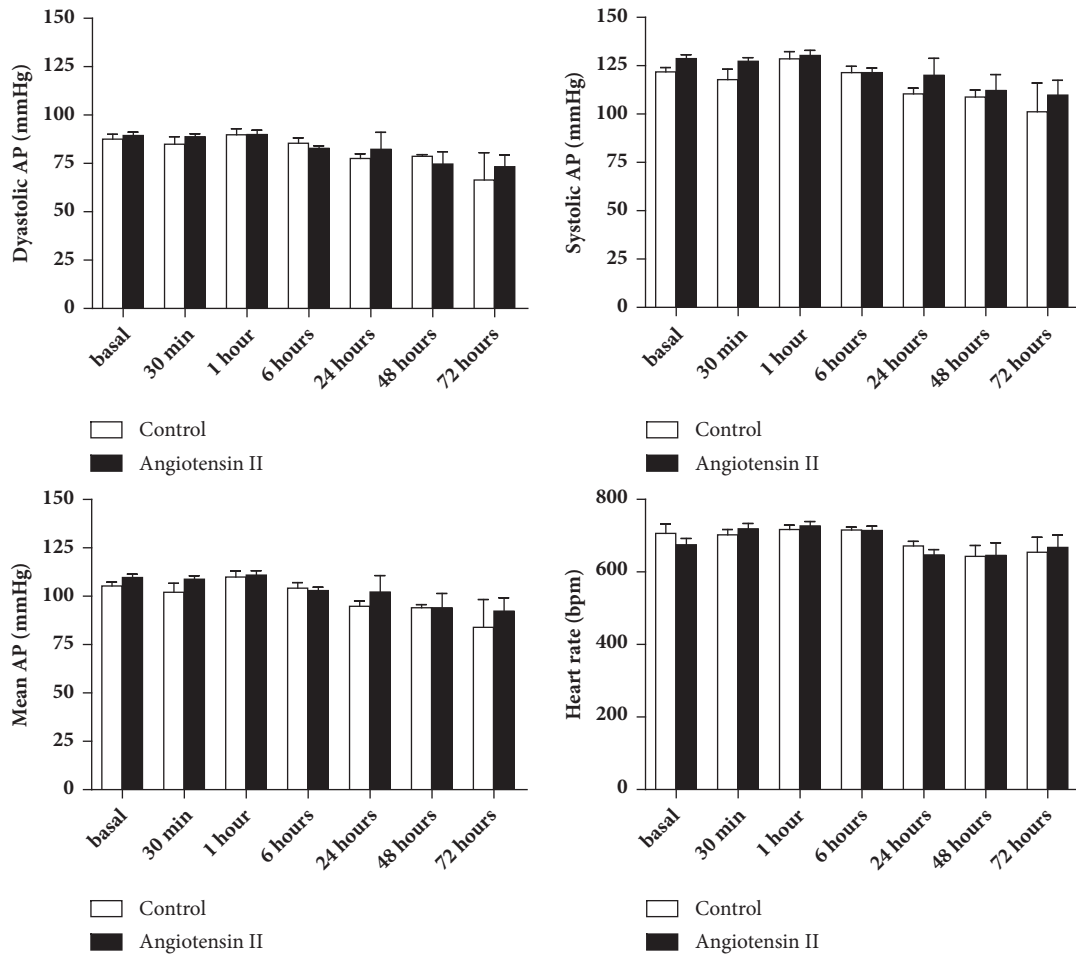 Dyastolic AP (mmHg)
150
125
100
75
50
25
0
basal
30 min
1 hour
6 hours
24 hours
48 hours
72 hours
Control
Angiotensin II
Systolic AP (mmHg)
150
125
100
75
50
25
0
basal
30 min
1 hour
6 hours
24 hours
48 hours
72 hours
Control
Angiotensin II
Mean AP (mmHg)
150
125
100
75
50
25
0
basal
30 min
1 hour
6 hours
24 hours
48 hours
72 hours
Control
Angiotensin II
Heart rate (bpm)
800
600
400
200
0
basal
30 min
1 hour
6 hours
24 hours
48 hours
72 hours
Control
Angiotensin II